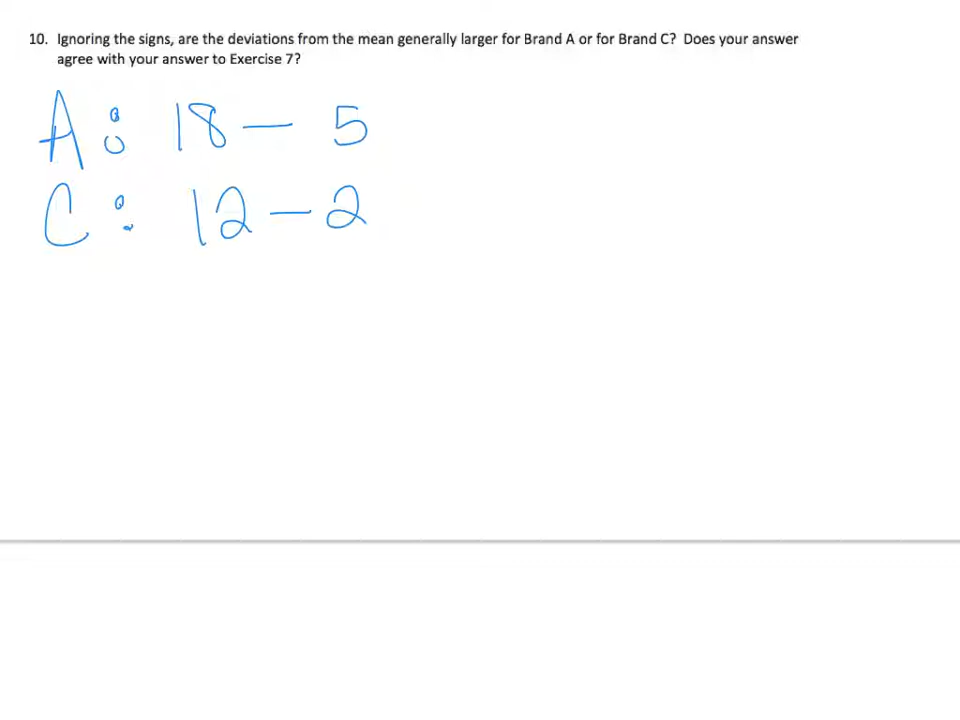 10. Ignoring the signs, are the deviations from the mean generally larger for Brand A or for Brand C? Does your answer
agree with your answer to Exercise 7?
A: 18 — 5
C: 12 — 2